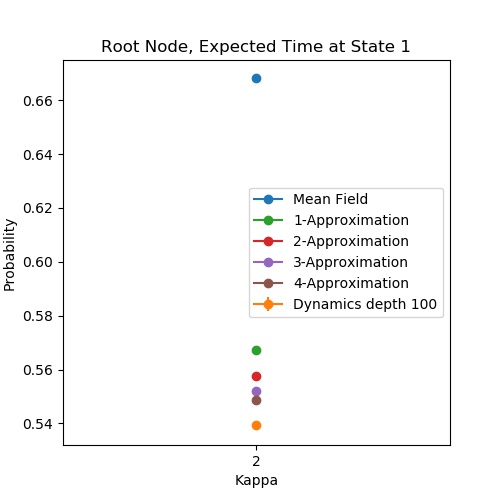 Root Node, Expected Time at State 1
0.66
0.64
0.62
0.60
0.58
0.56
0.54
Probability
Mean Field
1-Approximation
2-Approximation
3-Approximation
4-Approximation
Dynamics depth 100
2
Kappa